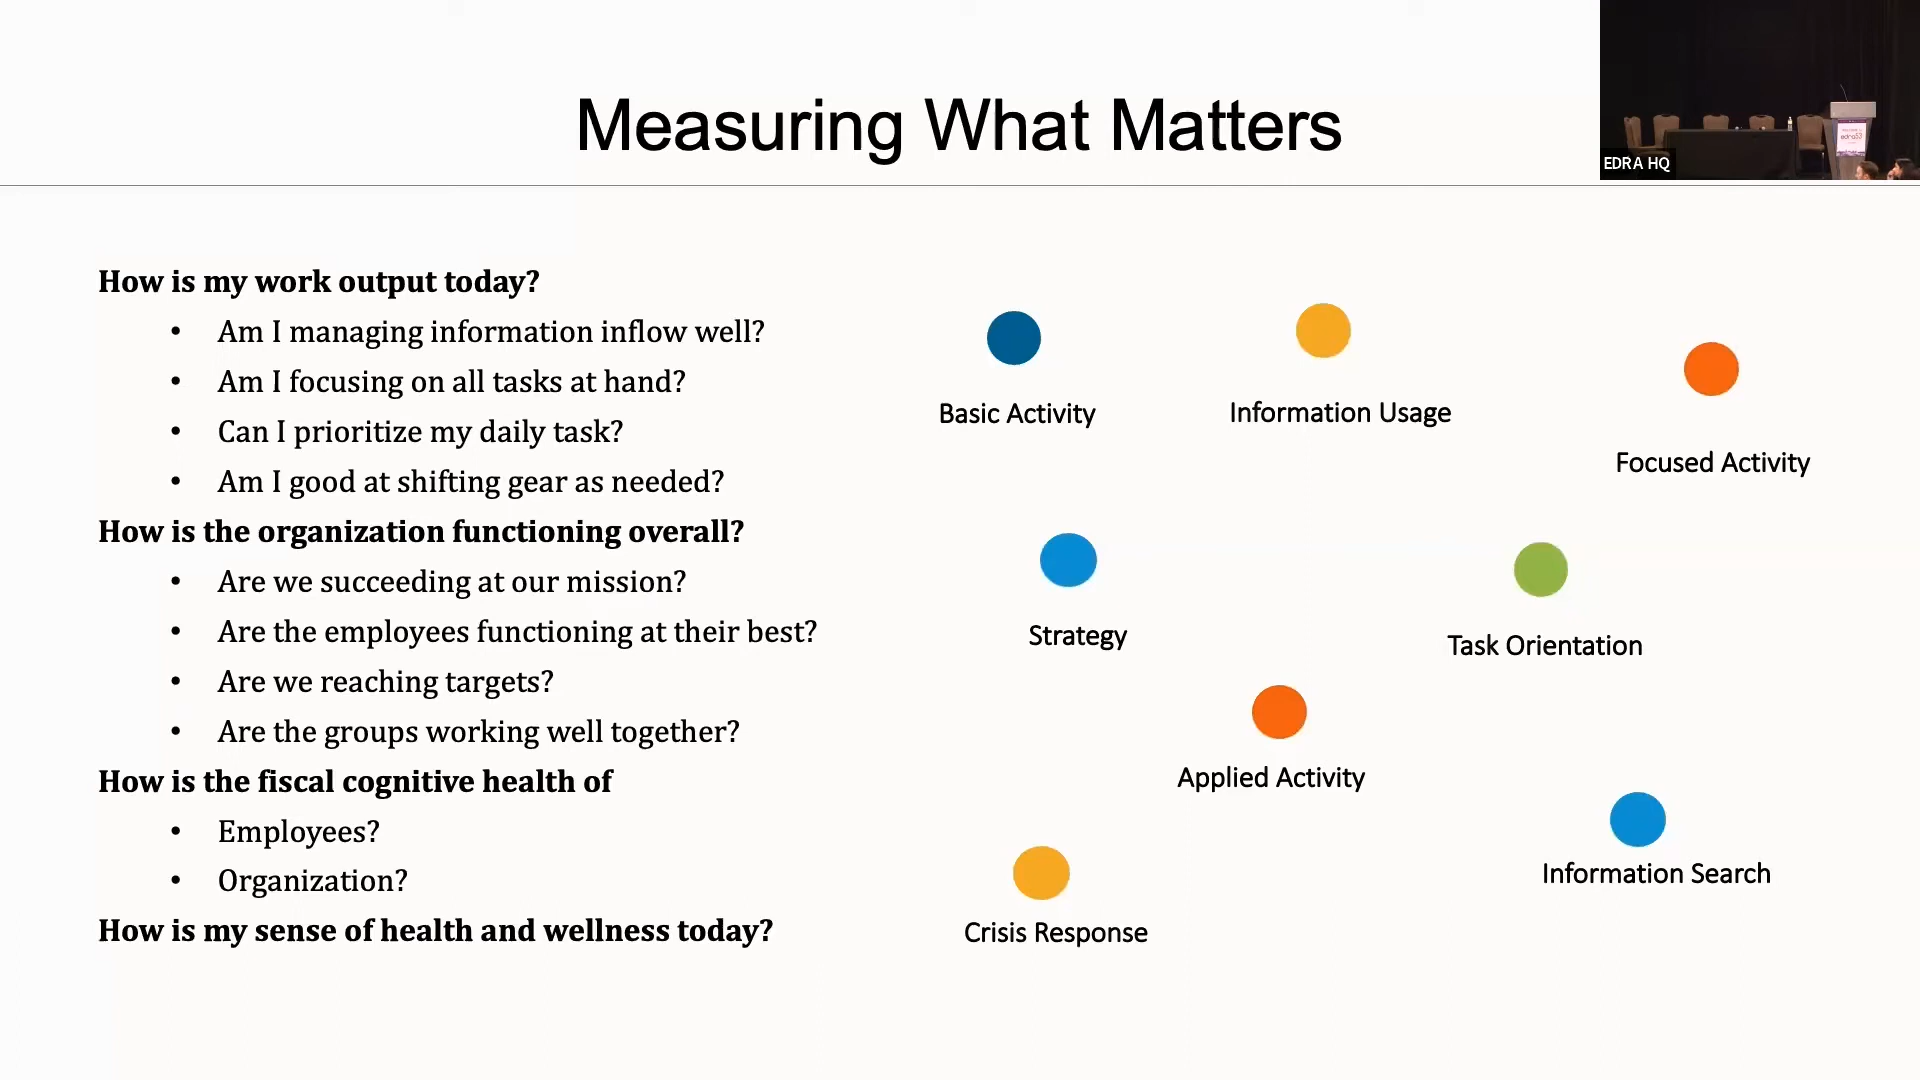 Measuring What Matters
EDRA HQ
How is my work output today?
• Am I managing information inflow well?
• Am I focusing on all tasks at hand?
• Can I prioritize my daily task?
• Am I good at shifting gear as needed?
How is the organization functioning overall?
• Are we succeeding at our mission?
• Are the employees functioning at their best?
• Are we reaching targets?
• Are the groups working well together?
How is the fiscal cognitive health of
• Employees?
• Organization?
How is my sense of health and wellness today?
Basic Activity
Information Usage
Focused Activity
Strategy
Task Orientation
Applied Activity
Information Search
Crisis Response